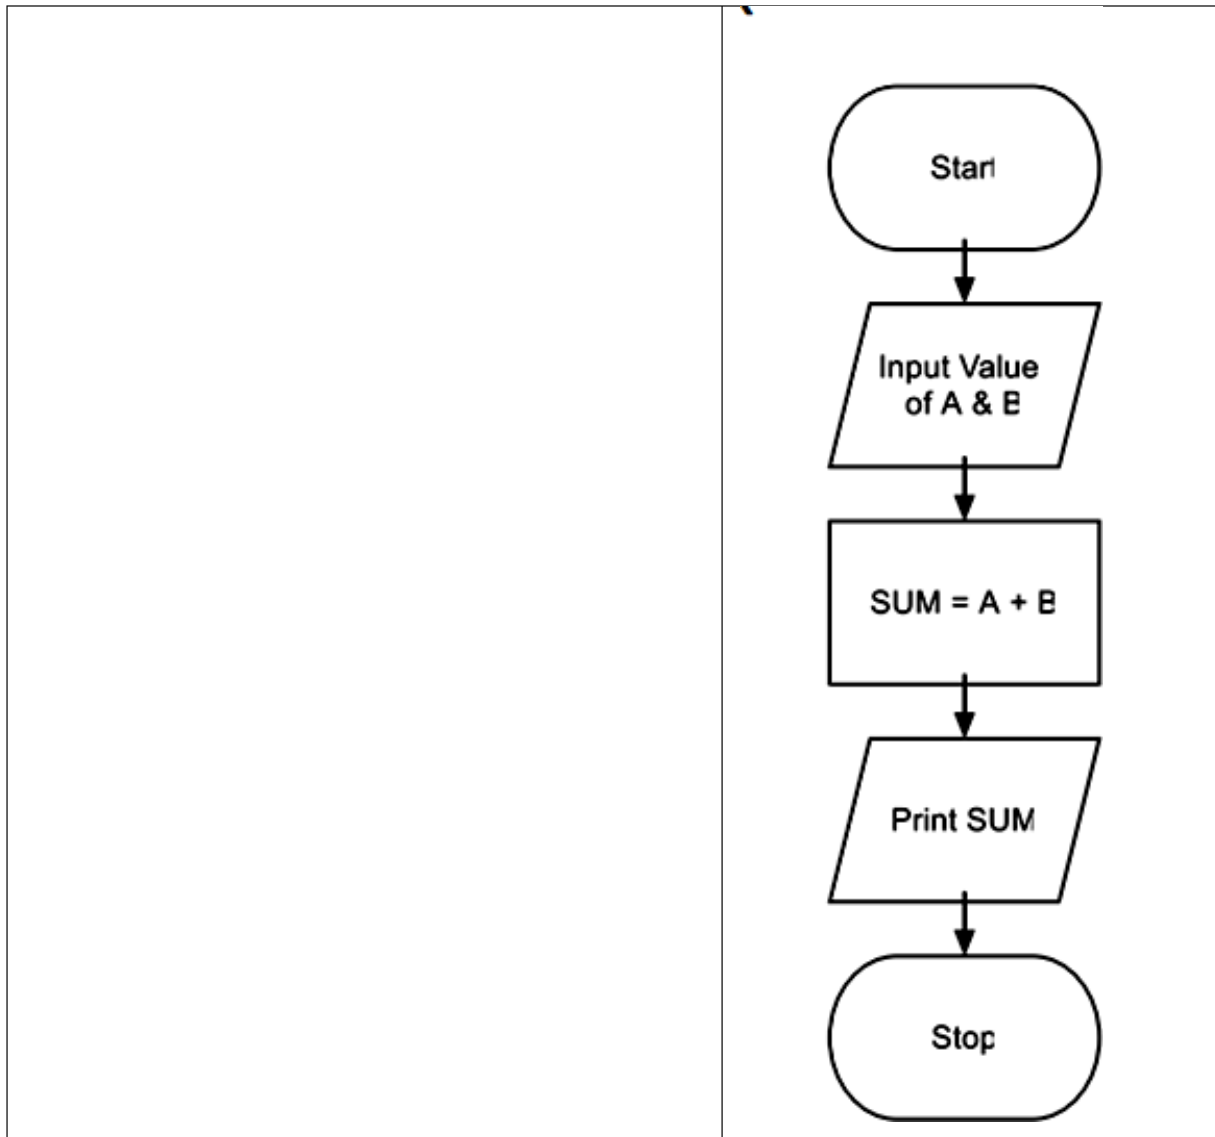 Start
Input Value
of A & B
SUM = A + B
Print SUM
Stop